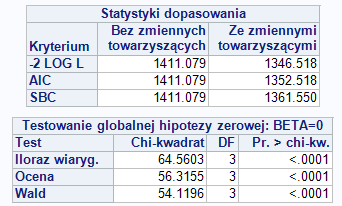 Statystyki dopasowania
Kryterium Bez zmiennych towarzyszących Ze zmiennymi towarzyszącymi
-2 LOG L 1411.079 1346.518
AIC 1411.079 1352.518
SBC 1411.079 1361.550
Testowanie globalnej hipotezy zerowej: BETA=0
Test Chi-kwadrat DF Pr. > chi-kw.
Iloraz wiaryg. 64.5603 3 <.0001
Ocena 56.3155 3 <.0001
Wald 54.1196 3 <.0001